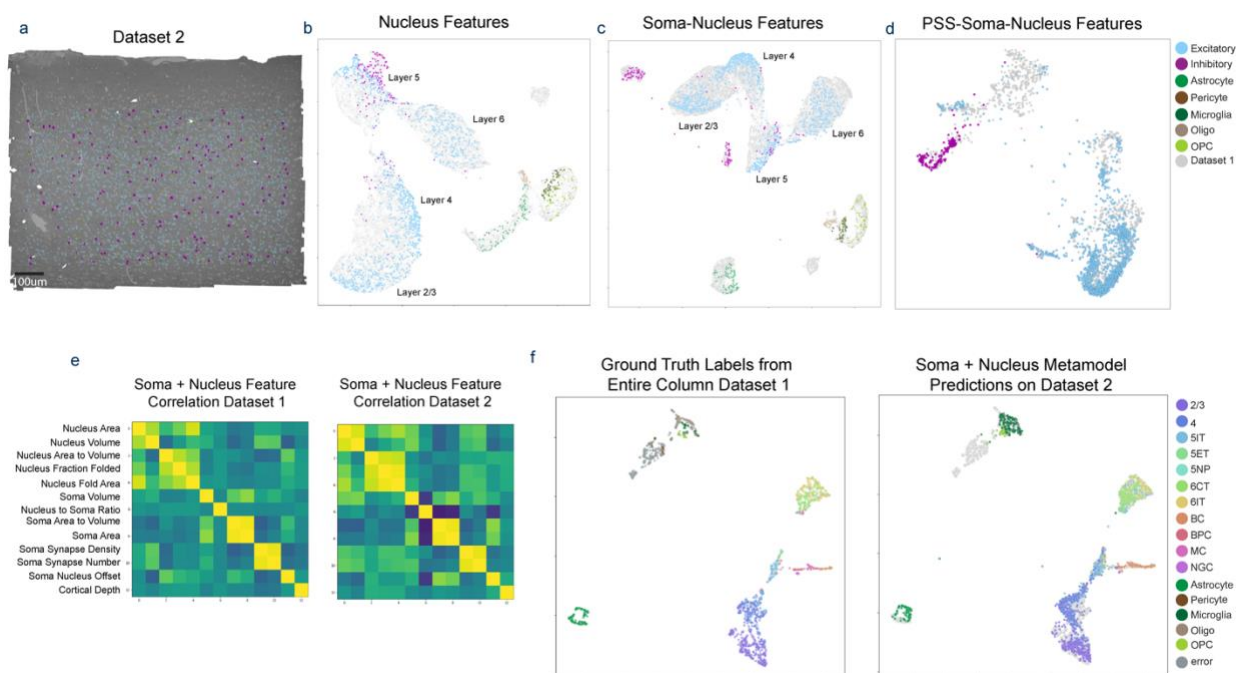 a
Dataset 2
100um
b
Nucleus Features
Layer 5
Layer 6
Layer 4
Layer 2/3
c
Soma-Nucleus Features
Layer 4
Layer 2/3
Layer 6
Layer 5
d
PSS-Soma-Nucleus Features
Excitatory
Inhibitory
Astrocyte
Pericyte
Microglia
Oligo
OPC
Dataset 1
e
Soma + Nucleus Feature
Correlation Dataset 1
Soma + Nucleus Feature
Correlation Dataset 2
Nucleus Area
Nucleus Volume
Nucleus Area to Volume
Nucleus Fraction Folded
Nucleus Fold Area
Soma Volume
Nucleus to Soma Ratio
Soma Area to Volume
Soma Area
Soma Synapse Density
Soma Synapse Number
Soma Nucleus Offset
Cortical Depth
f
Ground Truth Labels from
Entire Column Dataset 1
Soma + Nucleus Metamodel
Predictions on Dataset 2
2/3
4
5IT
5ET
5NP
6CT
6IT
BC
BPC
MC
NGC
Astrocyte
Pericyte
Microglia
Oligo
OPC
error